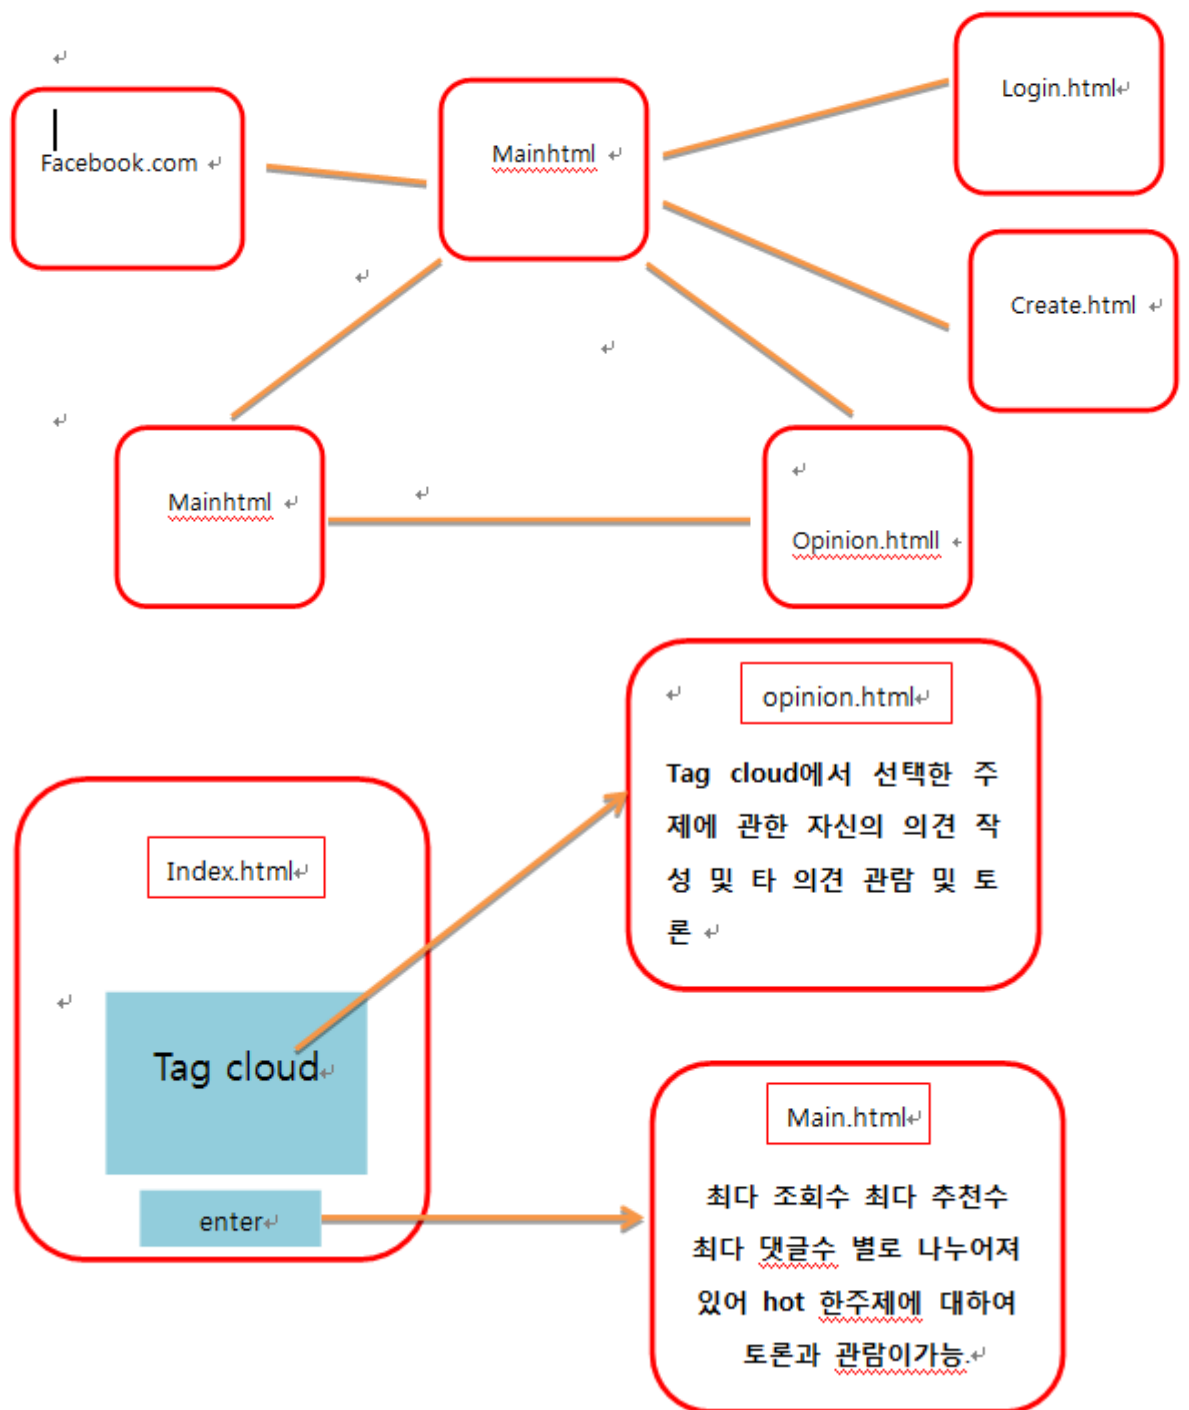 Login.html
Facebook.com
Mainhtml
Create.html
Mainhtml
Opinion.htmll
opinion.html
Tag cloud에서 선택한 주
제에 관한 자신의 의견 작
성 및 타 의견 관람 및 토
론
Index.html
Tag cloud
enter
Main.html
최다 조회수 최다 추천수
최다 댓글수 별로 나누어져
있어 hot 한주제에 대하여
토론과 관람이가능.